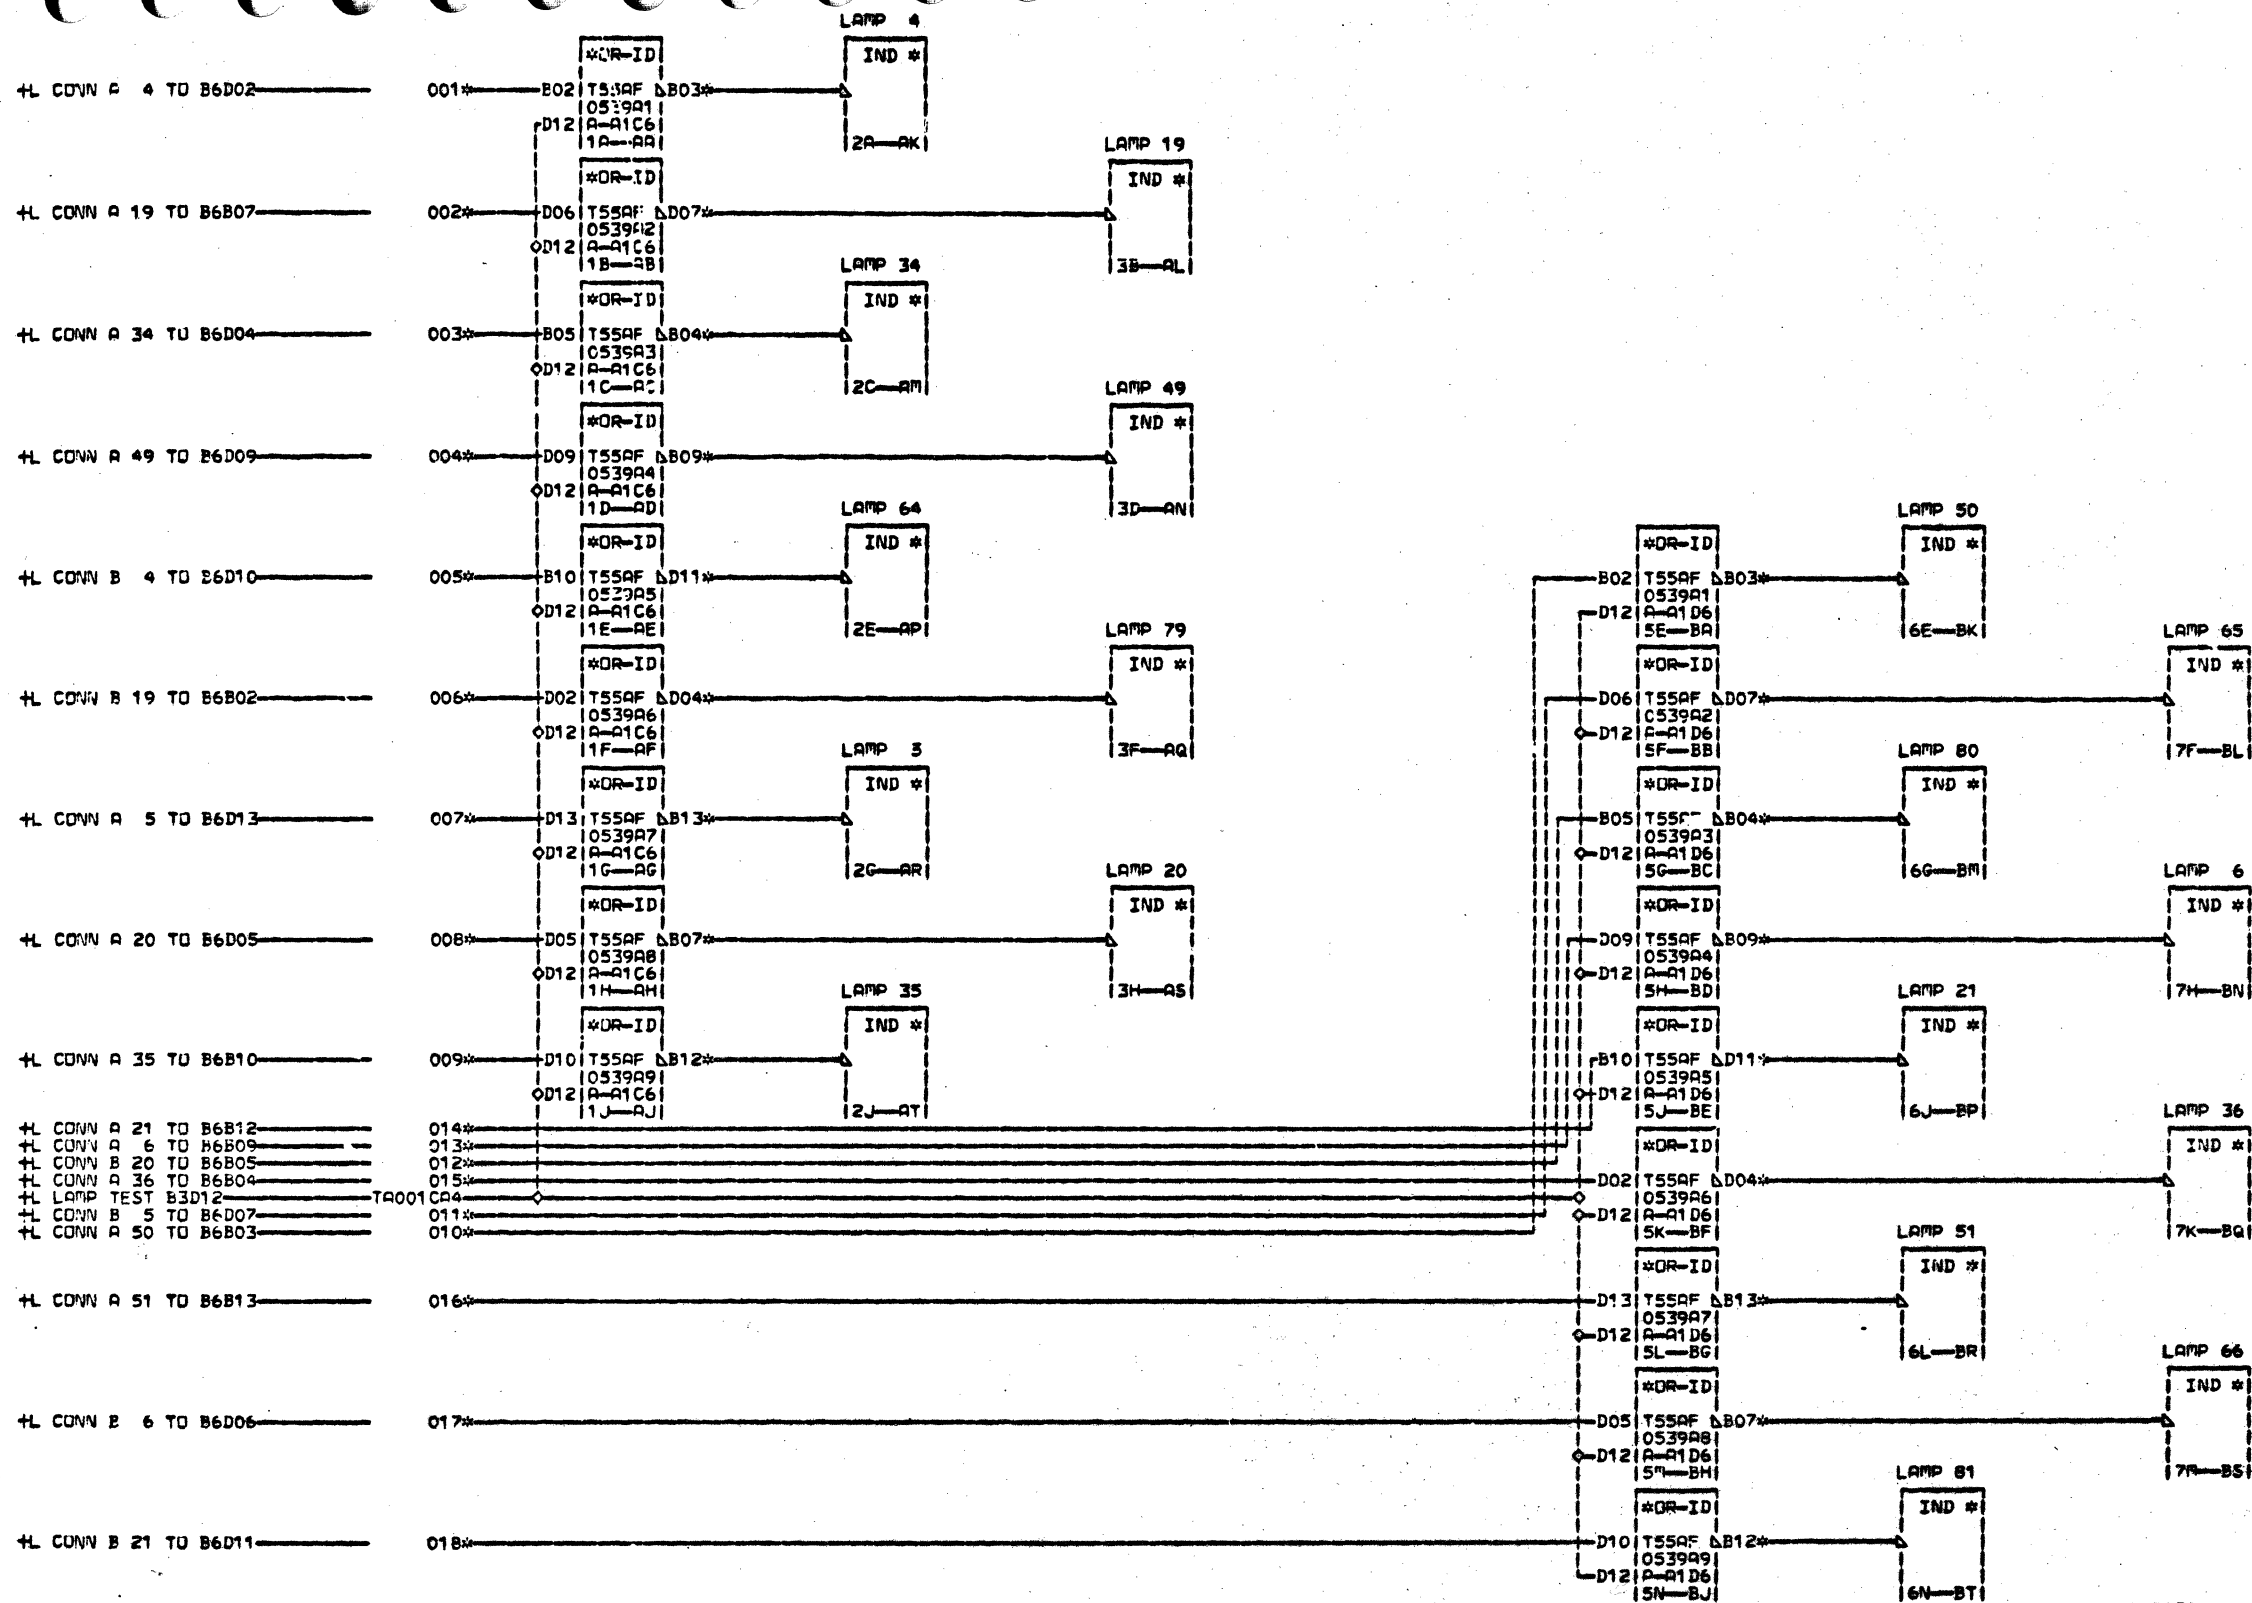 LAMP 4
*OR-ID IND *
+L CONN A 4 TO B6D02 001* B02 T55AF B03*
0539A1
D12 A-A1C6
1A--AA 2A--AK LAMP 19
*OR-ID IND *
+L CONN A 19 TO B6B07 002* D06 T55AF D07*
0539A2
D12 A-A1C6
1B--AB LAMP 34 3B--AL
*OR-ID IND *
+L CONN A 34 TO B6D04 003* B05 T55AF B04*
0539A3
D12 A-A1C6
1C--AC 2C--AM LAMP 49
*OR-ID IND *
+L CONN A 49 TO B6D09 004* D09 T55AF B09*
0539A4
D12 A-A1C6
1D--AD LAMP 64 3D--AN LAMP 50
*OR-ID IND * *OR-ID IND *
+L CONN B 4 TO B6D10 005* B10 T55AF D11* B02 T55AF B03*
0539A5 0539A1
D12 A-A1C6 D12 A-A1D6
1E--AE 2E--AP LAMP 79 5E--BA 6E--BK LAMP 65
*OR-ID IND * *OR-ID IND *
+L CONN B 19 TO B6B02 006* D02 T55AF D04* D06 T55AF D07*
0539A6 0539A2
D12 A-A1C6 D12 A-A1D6
1F--AF LAMP 5 3F--AQ 5F--BB LAMP 80 7F--BL
*OR-ID IND * *OR-ID IND *
+L CONN A 5 TO B6D13 007* D13 T55AF B13* B05 T55AF B04*
0539A7 0539A3
D12 A-A1C6 D12 A-A1D6
1G--AG 2G--AR LAMP 20 5G--BC 6G--BM LAMP 6
*OR-ID IND * *OR-ID IND *
+L CONN A 20 TO B6D05 008* D05 T55AF B07* D09 T55AF B09*
0539A8 0539A4
D12 A-A1C6 D12 A-A1D6
1H--AH LAMP 35 3H--AS 5H--BD LAMP 21 7H--BN
*OR-ID IND * *OR-ID IND *
+L CONN A 35 TO B6B10 009* D10 T55AF B12* B10 T55AF D11*
0539A9 0539A5
D12 A-A1C6 D12 A-A1D6
1J--AJ 2J--AT 5J--BE 6J--BP LAMP 36
+L CONN A 21 TO B6B12 014*
+L CONN A 6 TO B6B09 013* *OR-ID IND *
+L CONN B 20 TO B6B05 012*
+L CONN A 36 TO B6B04 015* D02 T55AF D04*
+L LAMP TEST B3D12 TA001CA4 0539A6
+L CONN B 5 TO B6D07 011* D12 A-A1D6
+L CONN A 50 TO B6B03 010* 5K--BF LAMP 51 7K--BQ
*OR-ID IND *
+L CONN A 51 TO B6B13 016* D13 T55AF B13*
0539A7
D12 A-A1D6
5L--BG 6L--BR LAMP 66
*OR-ID IND *
+L CONN B 6 TO B6D06 017* D05 T55AF B07*
0539A8
D12 A-A1D6
5M--BH LAMP 81 7M--BS
*OR-ID IND *
+L CONN B 21 TO B6D11 018* D10 T55AF B12*
0539A9
D12 A-A1D6
5N--BJ 6N--BT